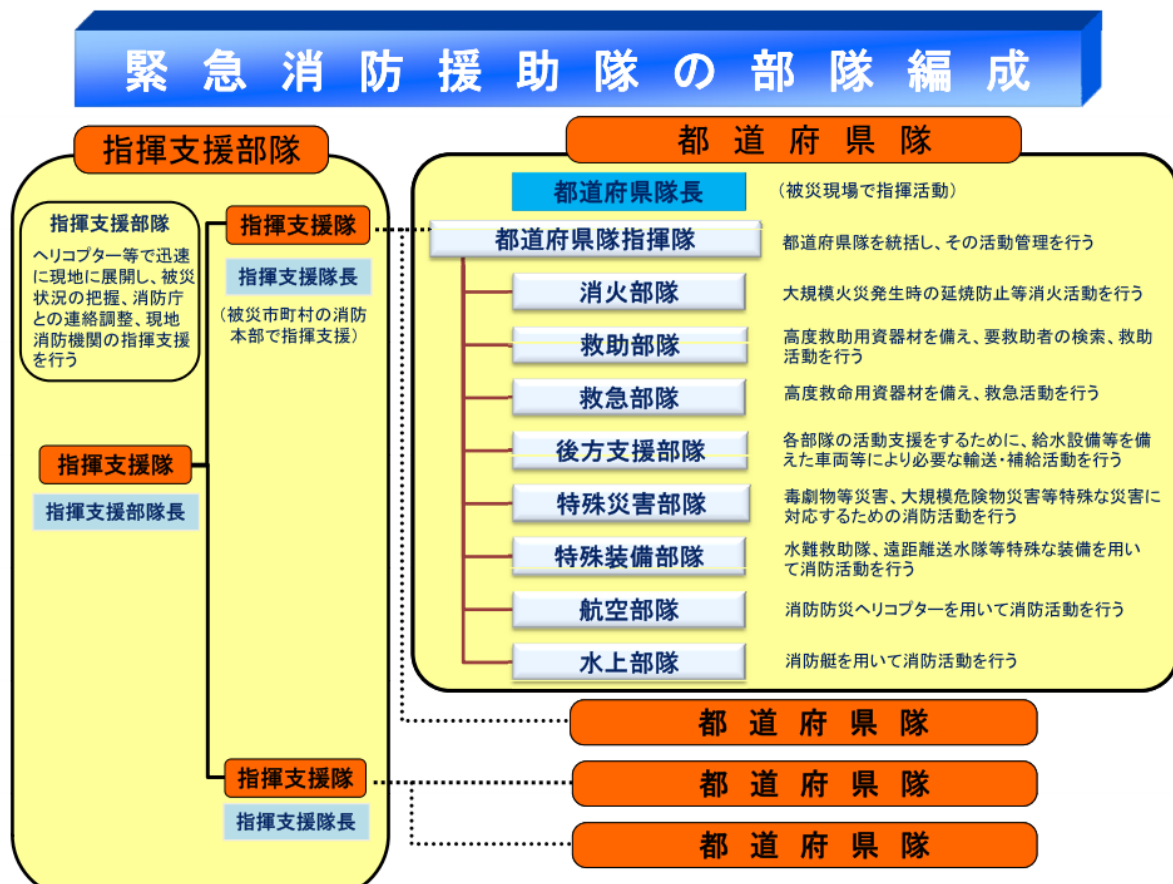 緊急消防援助隊の部隊編成
指揮支援部隊
指揮支援部隊
ヘリコプター等で迅速
に現地に展開し、被災
状況の把握、消防庁
との連絡調整、現地
消防機関の指揮支援
を行う
指揮支援隊
指揮支援隊長
(被災市町村の消防
本部で指揮支援)
指揮支援隊
指揮支援部隊長
指揮支援隊
指揮支援隊長
都道府県隊
都道府県隊長
(被災現場で指揮活動)
都道府県隊指揮隊
都道府県隊を統括し、その活動管理を行う
消火部隊
大規模火災発生時の延焼防止等消火活動を行う
救助部隊
高度救助用資器材を備え、要救助者の検索、救助
活動を行う
救急部隊
高度救命用資器材を備え、救急活動を行う
後方支援部隊
各部隊の活動支援をするために、給水設備等を備
えた車両等により必要な輸送・補給活動を行う
特殊災害部隊
毒劇物等災害、大規模危険物災害等特殊な災害に
対応するための消防活動を行う
特殊装備部隊
水難救助隊、遠距離送水隊等特殊な装備を用い
て消防活動を行う
航空部隊
消防防災ヘリコプターを用いて消防活動を行う
水上部隊
消防艇を用いて消防活動を行う
都道府県隊
都道府県隊
都道府県隊